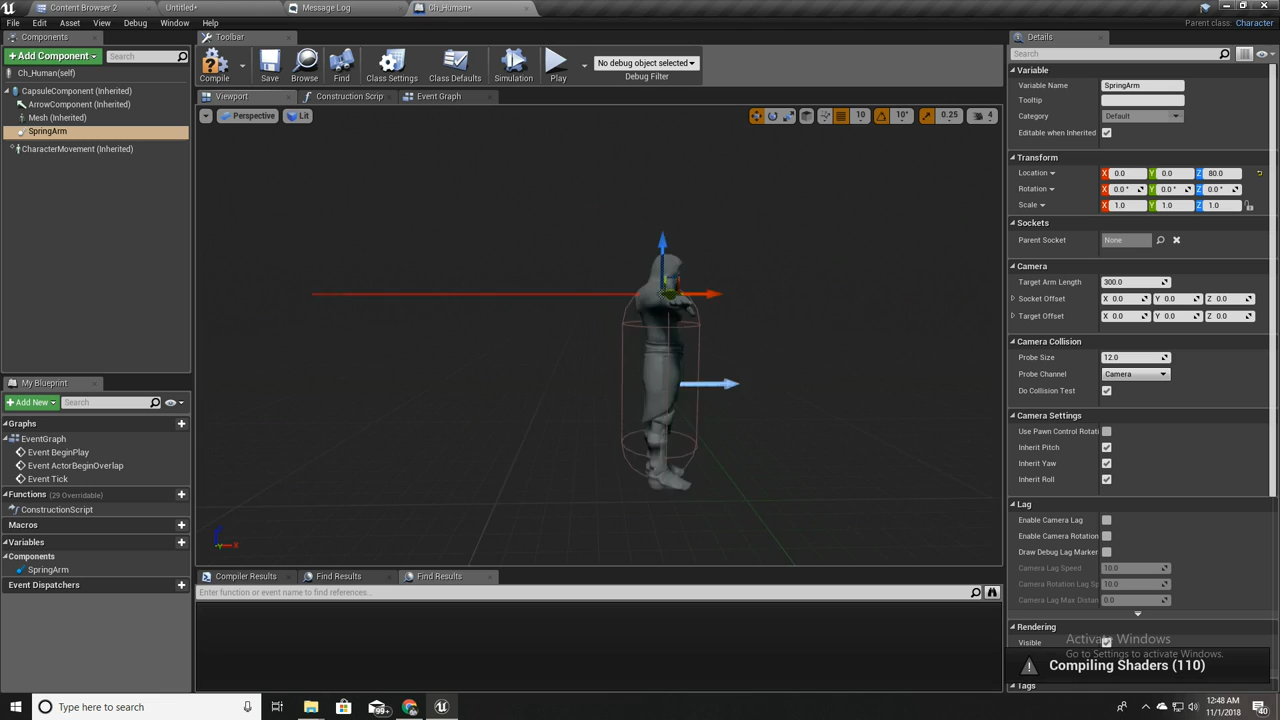 Content Browser 2
Untitled*
Message Log
Ch_Human*
File Edit Asset View Debug Window Help
Parent class: Character
Components
Toolbar
Details
+Add Component
Search
Compile
Save
Browse
Find
Class Settings
Class Defaults
Simulation
Play
No debug object selected
Debug Filter
Search
Ch_Human(self)
CapsuleComponent (Inherited)
ArrowComponent (Inherited)
Mesh (Inherited)
SpringArm
CharacterMovement (Inherited)
Viewport
Construction Scrip
Event Graph
Perspective
Lit
10
10°
0.25
4
Variable
Variable Name SpringArm
Tooltip
Category Default
Editable when Inherited
Transform
Location X 0.0 Y 0.0 Z 80.0
Rotation X 0.0 ° Y 0.0 ° Z 0.0 °
Scale X 1.0 Y 1.0 Z 1.0
Sockets
Parent Socket None
Camera
Target Arm Length 300.0
Socket Offset X 0.0 Y 0.0 Z 0.0
Target Offset X 0.0 Y 0.0 Z 0.0
Camera Collision
Probe Size 12.0
Probe Channel Camera
Do Collision Test
Camera Settings
Use Pawn Control Rotati
Inherit Pitch
Inherit Yaw
Inherit Roll
Lag
Enable Camera Lag
Enable Camera Rotation
Draw Debug Lag Marker
Camera Lag Speed 10.0
Camera Rotation Lag Sp 10.0
Camera Lag Max Distan 0.0
Rendering
Visible
Tags
My Blueprint
+Add New
Search
Graphs
EventGraph
Event BeginPlay
Event ActorBeginOverlap
Event Tick
Functions (29 Overridable)
ConstructionScript
Macros
Variables
Components
SpringArm
Event Dispatchers
Z
Y
X
Compiler Results
Find Results
Find Results
Enter function or event name to find references...
Activate Windows
Go to Settings to activate Windows.
Compiling Shaders (110)
Type here to search
99+
12:48 AM
11/1/2018
40